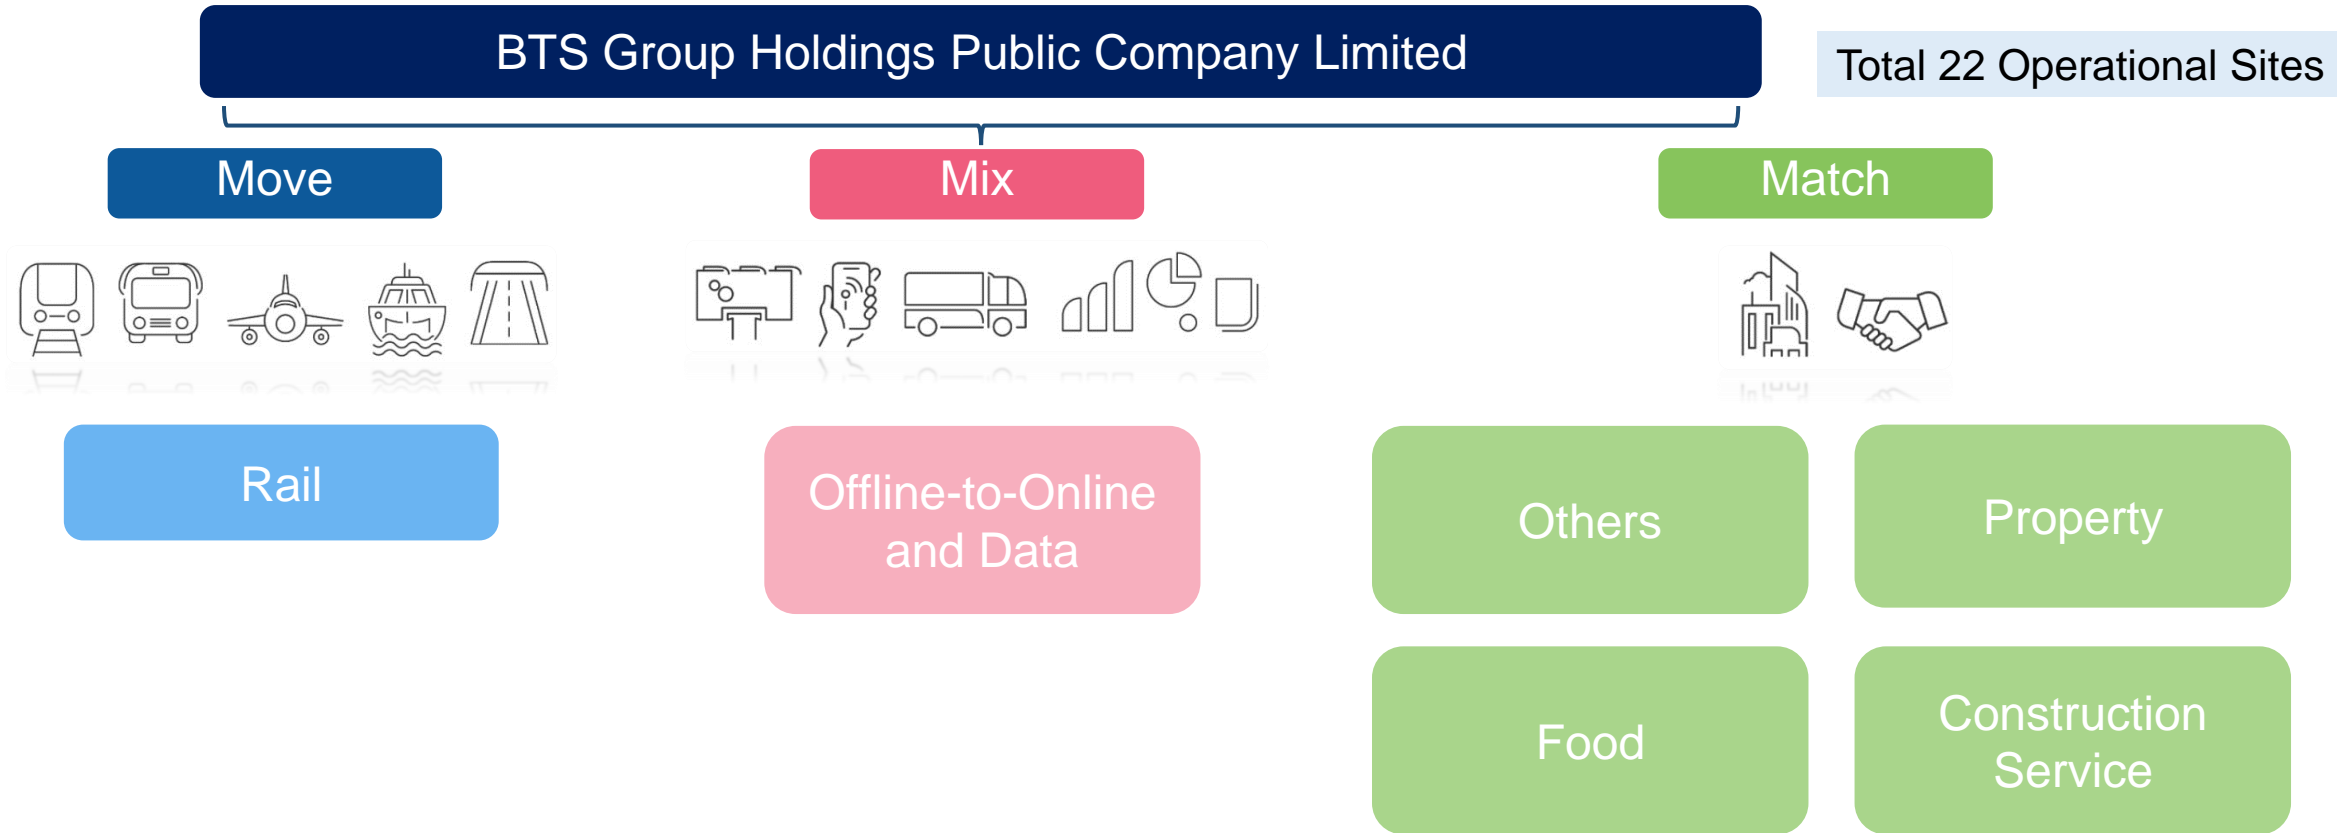 BTS Group Holdings Public Company Limited
Total 22 Operational Sites
Move
Mix
Match
Rail
Offline-to-Online
and Data
Others
Property
Food
Construction
Service